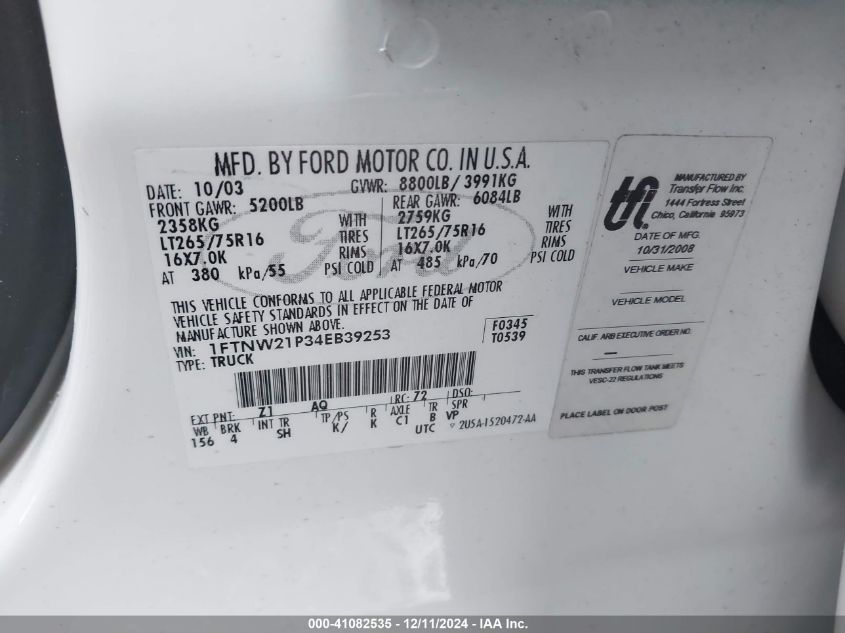 MFD. BY FORD MOTOR CO. IN U.S.A.
DATE: 10/03 GVWR: 8800LB/3991KG
FRONT GAWR: 5200LB REAR GAWR: 6084LB
2358KG WITH 2759KG WITH
LT265/75R16 TIRES LT265/75R16 TIRES
16X7.0K RIMS 16X7.0K RIMS
AT 380 kPa/55 PSI COLD AT 485 kPa/70 PSI COLD
Ford
THIS VEHICLE CONFORMS TO ALL APPLICABLE FEDERAL MOTOR
VEHICLE SAFETY STANDARDS IN EFFECT ON THE DATE OF
MANUFACTURE SHOWN ABOVE.
VIN: 1FTNW21P34EB39253 F0345
TYPE: TRUCK T0539
EXT PNT: Z1 AQ RC: 72 DSO:
WB BRK INT TR TP/PS R AXLE TR SPR
156 4 SH K/ K C1 B VP
UTC 2U5A-1520472-AA
tfi
MANUFACTURED BY
Transfer Flow Inc.
1444 Fortress Street
Chico, California 95973
DATE OF MFG.
10/31/2008
VEHICLE MAKE
VEHICLE MODEL
CALIF. ARB EXECUTIVE ORDER NO.
—
THIS TRANSFER FLOW TANK MEETS
VESC-22 REGULATIONS
PLACE LABEL ON DOOR POST
000-41082535 - 12/11/2024 - IAA Inc.